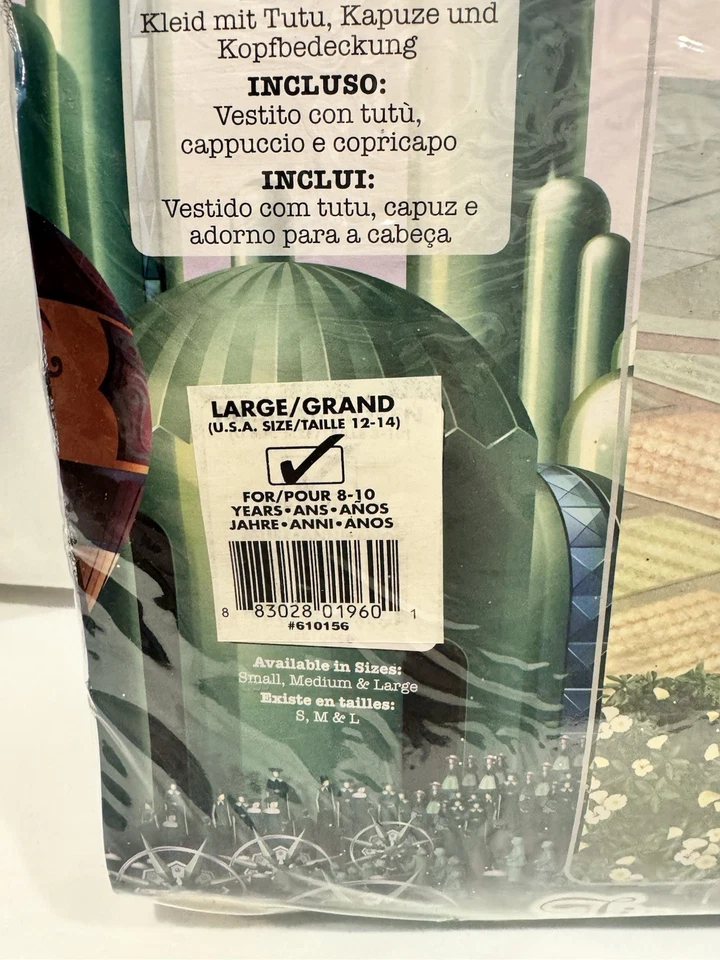 Kleid mit Tutu, Kapuze und
Kopfbedeckung
INCLUSO:
Vestito con tutù,
cappuccio e copricapo
INCLUI:
Vestido com tutu, capuz e
adorno para a cabeça
LARGE/GRAND
(U.S.A. SIZE/TAILLE 12-14)
FOR/POUR 8-10
YEARS•ANS•AÑOS
JAHRE•ANNI•ANOS
8 83028 01960 1
#610156
Available in Sizes:
Small, Medium & Large
Existe en tailles:
S, M & L